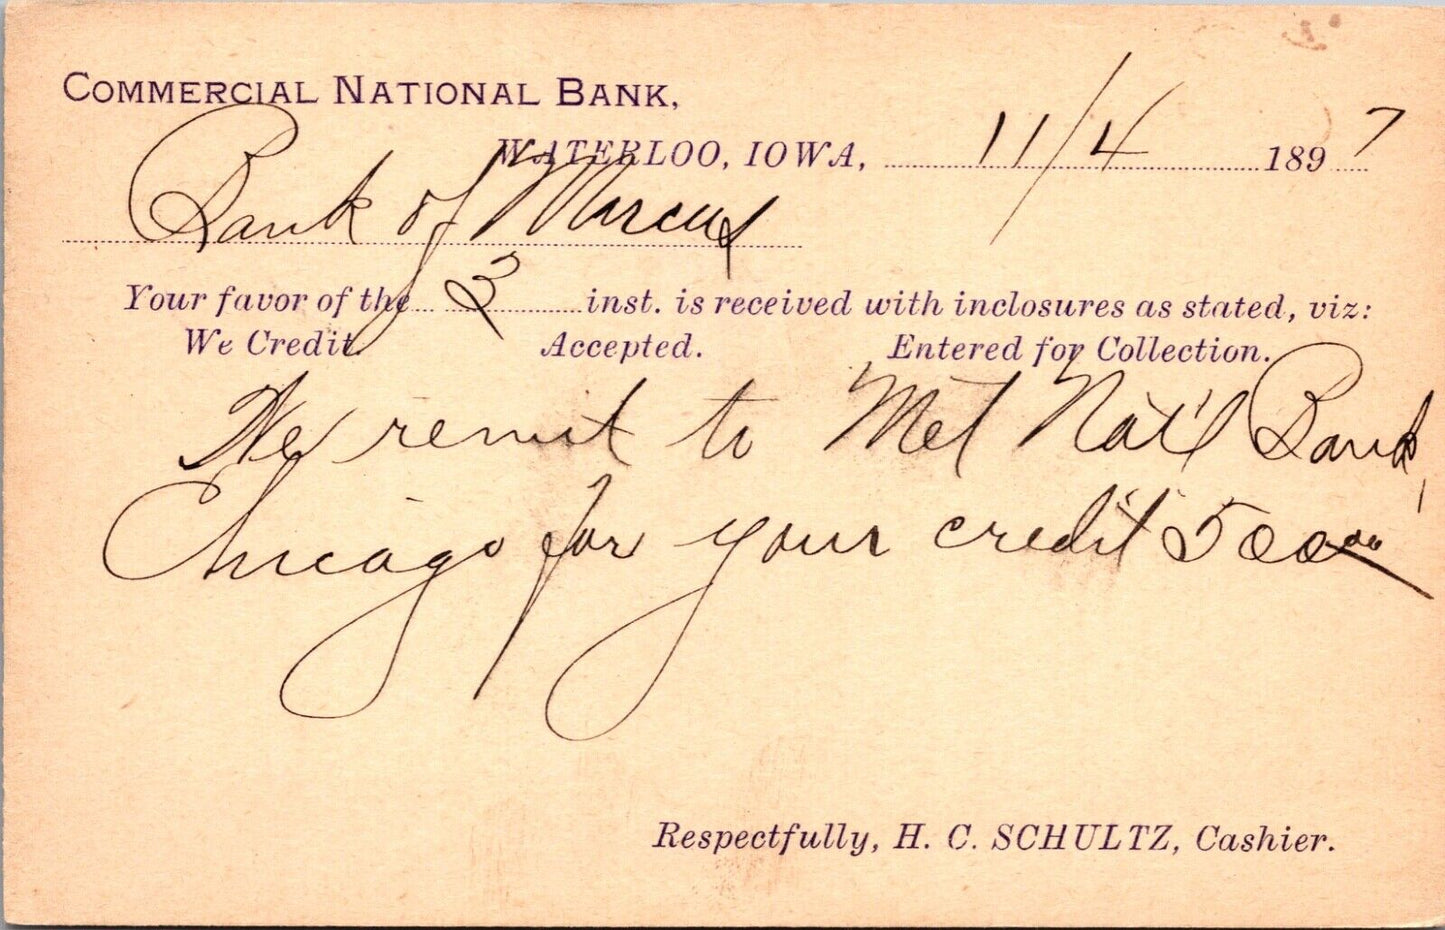 COMMERCIAL NATIONAL BANK,
WATERLOO, IOWA, 11/4 1897
Bank of Marcus
Your favor of the 3 inst. is received with inclosures as stated, viz:
We Credit. Accepted. Entered for Collection.
We remit to Met Nat'l Bank,
Chicago for your credit 500 00
Respectfully, H. C. SCHULTZ, Cashier.